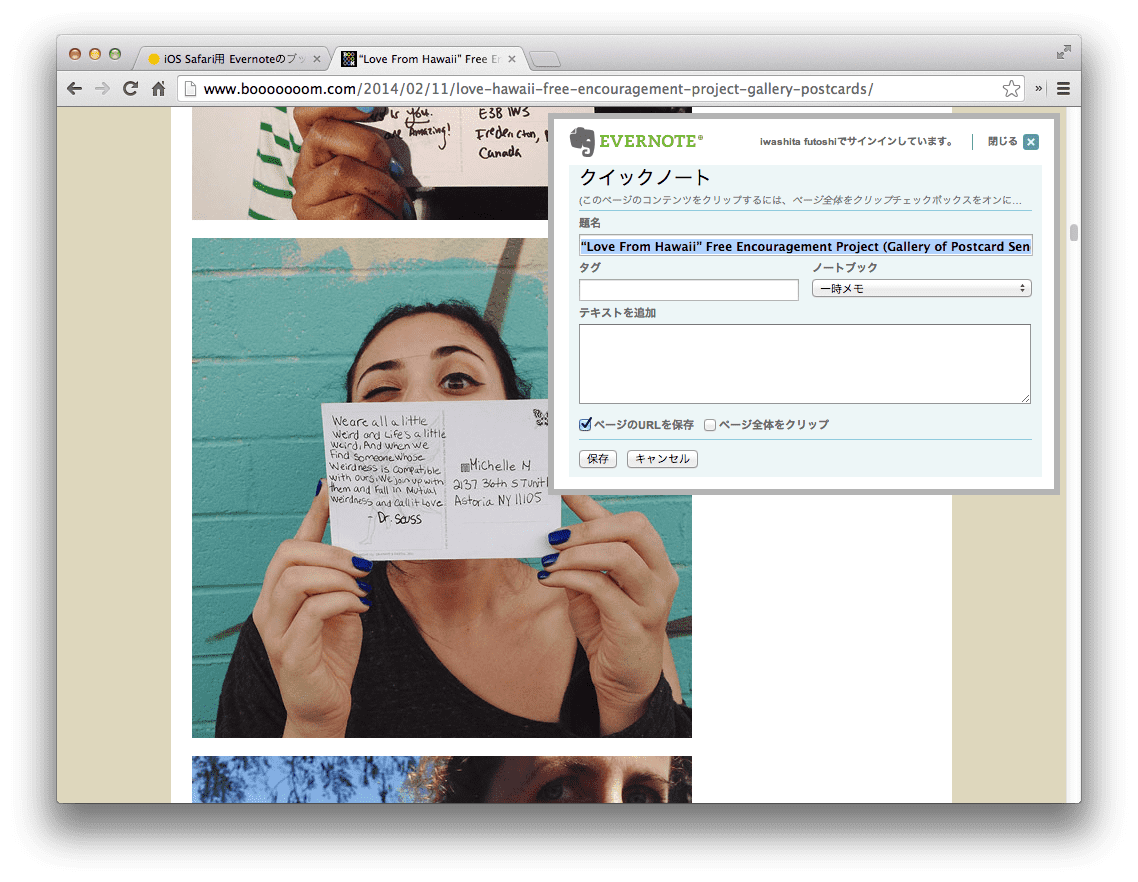 iOS Safari用 Evernoteのブッ
“Love From Hawaii” Free En
www.booooooom.com/2014/02/11/love-hawaii-free-encouragement-project-gallery-postcards/
is you.
are Amazing!
E3B 1W3
Fredericton,
Canada
EVERNOTE®
iwashita futoshiでサインインしています。
閉じる
クイックノート
(このページのコンテンツをクリップするには、ページ全体をクリップチェックボックスをオンに...
題名
“Love From Hawaii” Free Encouragement Project (Gallery of Postcard Sen
タグ
ノートブック
一時メモ
テキストを追加
ページのURLを保存
ページ全体をクリップ
保存
キャンセル
We are all a little
Weird and Life's a little
Weird, And when we
Find Someone whose
Weirdness is compatible
with ours, We join up with
them and Fall in Mutual
Weirdness and call it Love
- Dr. Seuss
Michelle M
2137 36th ST Unit
Astoria NY 11105